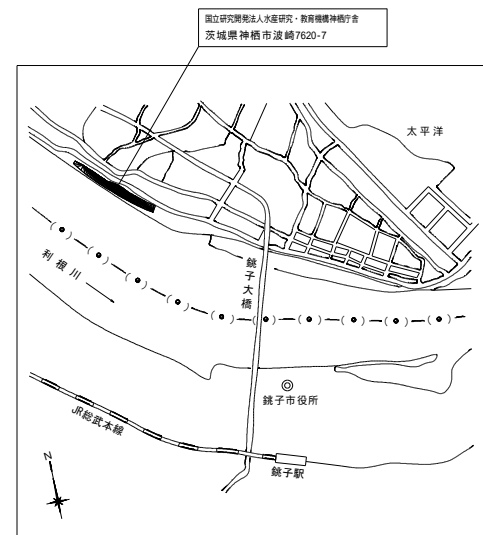 国立研究開発法人水産研究・教育機構神栖庁舎
茨城県神栖市波崎7620-7
太平洋
銚子大橋
利根川
銚子市役所
JR総武本線
銚子駅
N